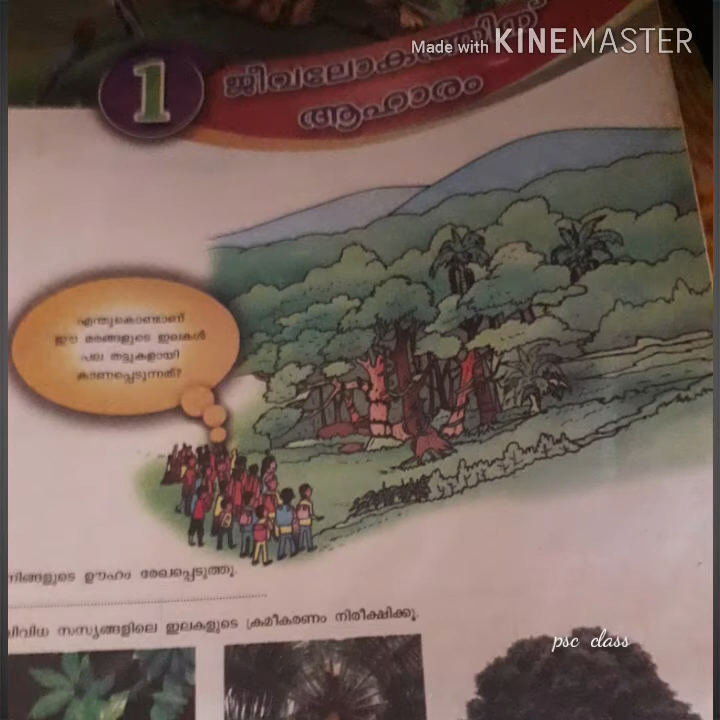 Made with KINEMASTER
1
ജീവലോകത്തിന്
ആഹാരം
എന്തുകൊണ്ടാണ്
ഈ മരങ്ങളുടെ ഇലകൾ
പല തട്ടുകളായി
കാണപ്പെടുന്നത്?
നിങ്ങളുടെ ഊഹം രേഖപ്പെടുത്തൂ.
വിവിധ സസ്യങ്ങളിലെ ഇലകളുടെ ക്രമീകരണം നിരീക്ഷിക്കൂ.
psc class